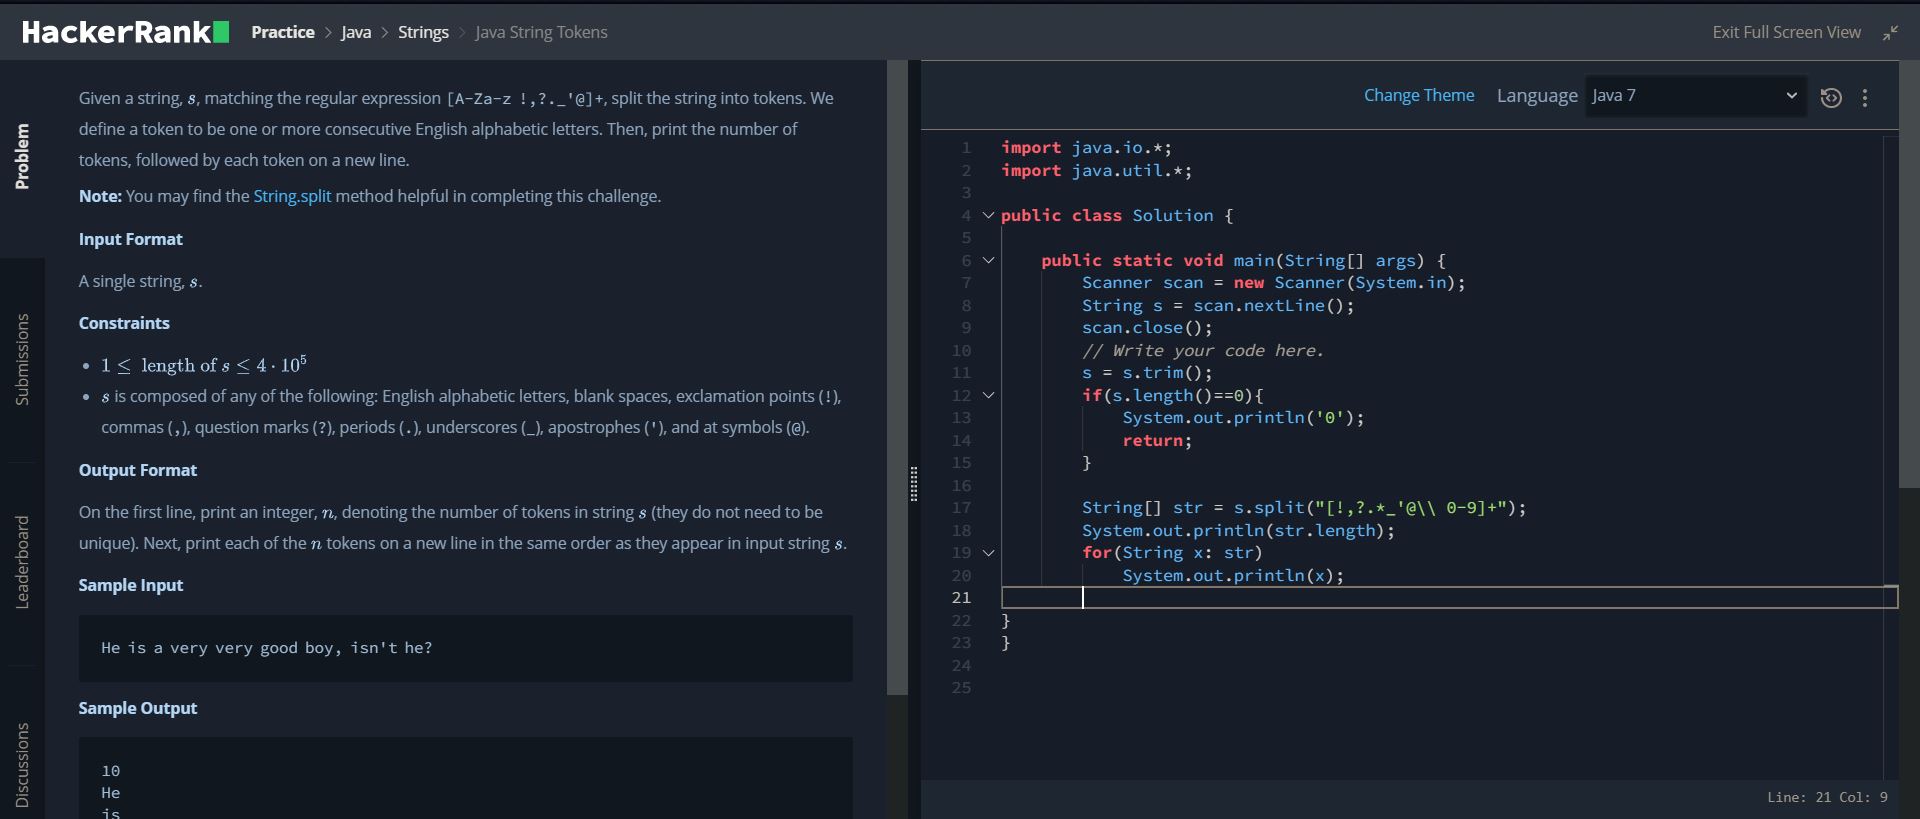 HackerRank Practice > Java > Strings > Java String Tokens Exit Full Screen View
Problem
Submissions
Leaderboard
Discussions
Given a string, s, matching the regular expression [A-Za-z !,?._'@]+, split the string into tokens. We
define a token to be one or more consecutive English alphabetic letters. Then, print the number of
tokens, followed by each token on a new line.
Note: You may find the String.split method helpful in completing this challenge.
Input Format
A single string, s.
Constraints
• 1 ≤ length of s ≤ 4 · 10⁵
• s is composed of any of the following: English alphabetic letters, blank spaces, exclamation points (!),
commas (,), question marks (?), periods (.), underscores (_), apostrophes ('), and at symbols (@).
Output Format
On the first line, print an integer, n, denoting the number of tokens in string s (they do not need to be
unique). Next, print each of the n tokens on a new line in the same order as they appear in input string s.
Sample Input
He is a very very good boy, isn't he?
Sample Output
10
He
is
Change Theme Language Java 7
1 import java.io.*;
2 import java.util.*;
3
4 public class Solution {
5
6 public static void main(String[] args) {
7 Scanner scan = new Scanner(System.in);
8 String s = scan.nextLine();
9 scan.close();
10 // Write your code here.
11 s = s.trim();
12 if(s.length()==0){
13 System.out.println('0');
14 return;
15 }
16
17 String[] str = s.split("[!,?.*_'@\\ 0-9]+");
18 System.out.println(str.length);
19 for(String x: str)
20 System.out.println(x);
21
22 }
23 }
24
25
Line: 21 Col: 9